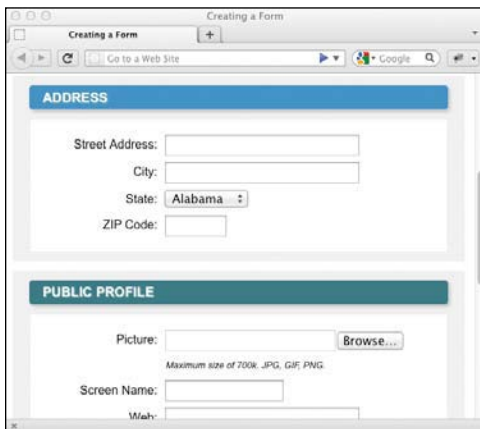 Creating a Form
Creating a Form
Go to a Web Site
Google
ADDRESS
Street Address:
City:
State: Alabama
ZIP Code:
PUBLIC PROFILE
Picture: Browse...
Maximum size of 700k. JPG, GIF, PNG.
Screen Name:
Web: